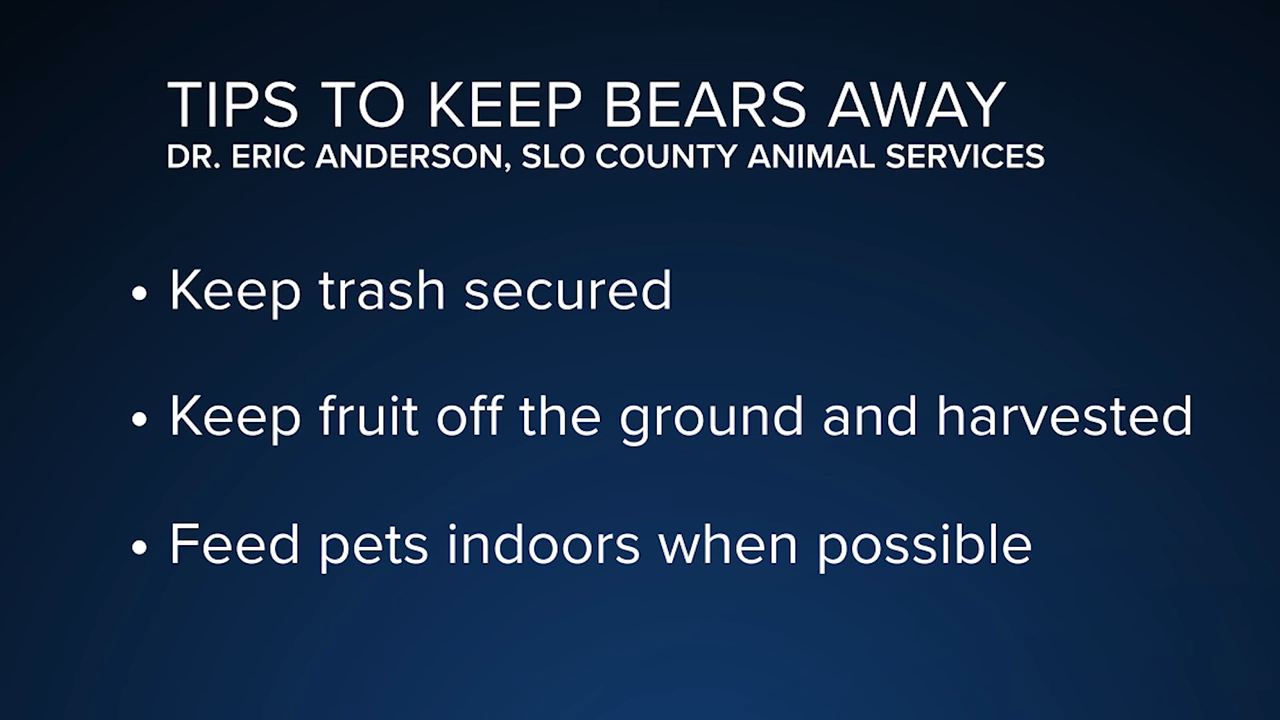 TIPS TO KEEP BEARS AWAY
DR. ERIC ANDERSON, SLO COUNTY ANIMAL SERVICES
• Keep trash secured
• Keep fruit off the ground and harvested
• Feed pets indoors when possible